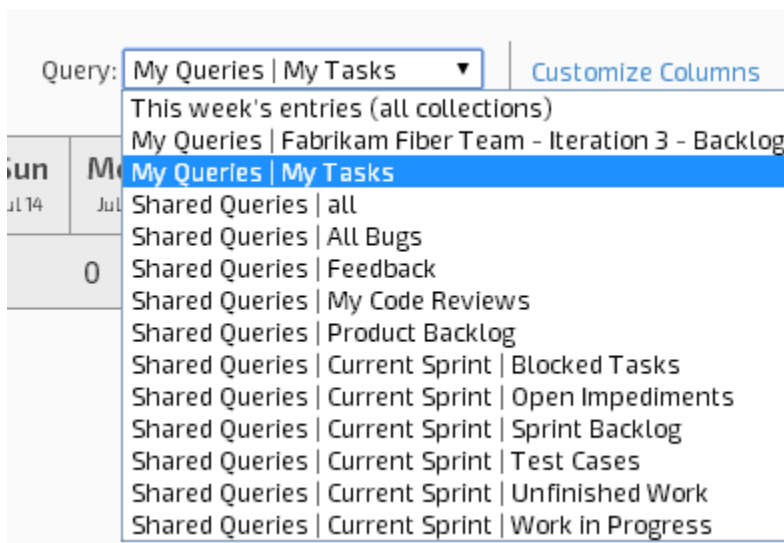 Query: My Queries | My Tasks ▼ Customize Columns
This week's entries (all collections)
My Queries | Fabrikam Fiber Team - Iteration 3 - Backlog
My Queries | My Tasks
Shared Queries | all
Shared Queries | All Bugs
Shared Queries | Feedback
Shared Queries | My Code Reviews
Shared Queries | Product Backlog
Shared Queries | Current Sprint | Blocked Tasks
Shared Queries | Current Sprint | Open Impediments
Shared Queries | Current Sprint | Sprint Backlog
Shared Queries | Current Sprint | Test Cases
Shared Queries | Current Sprint | Unfinished Work
Shared Queries | Current Sprint | Work in Progress
Sun
14
0